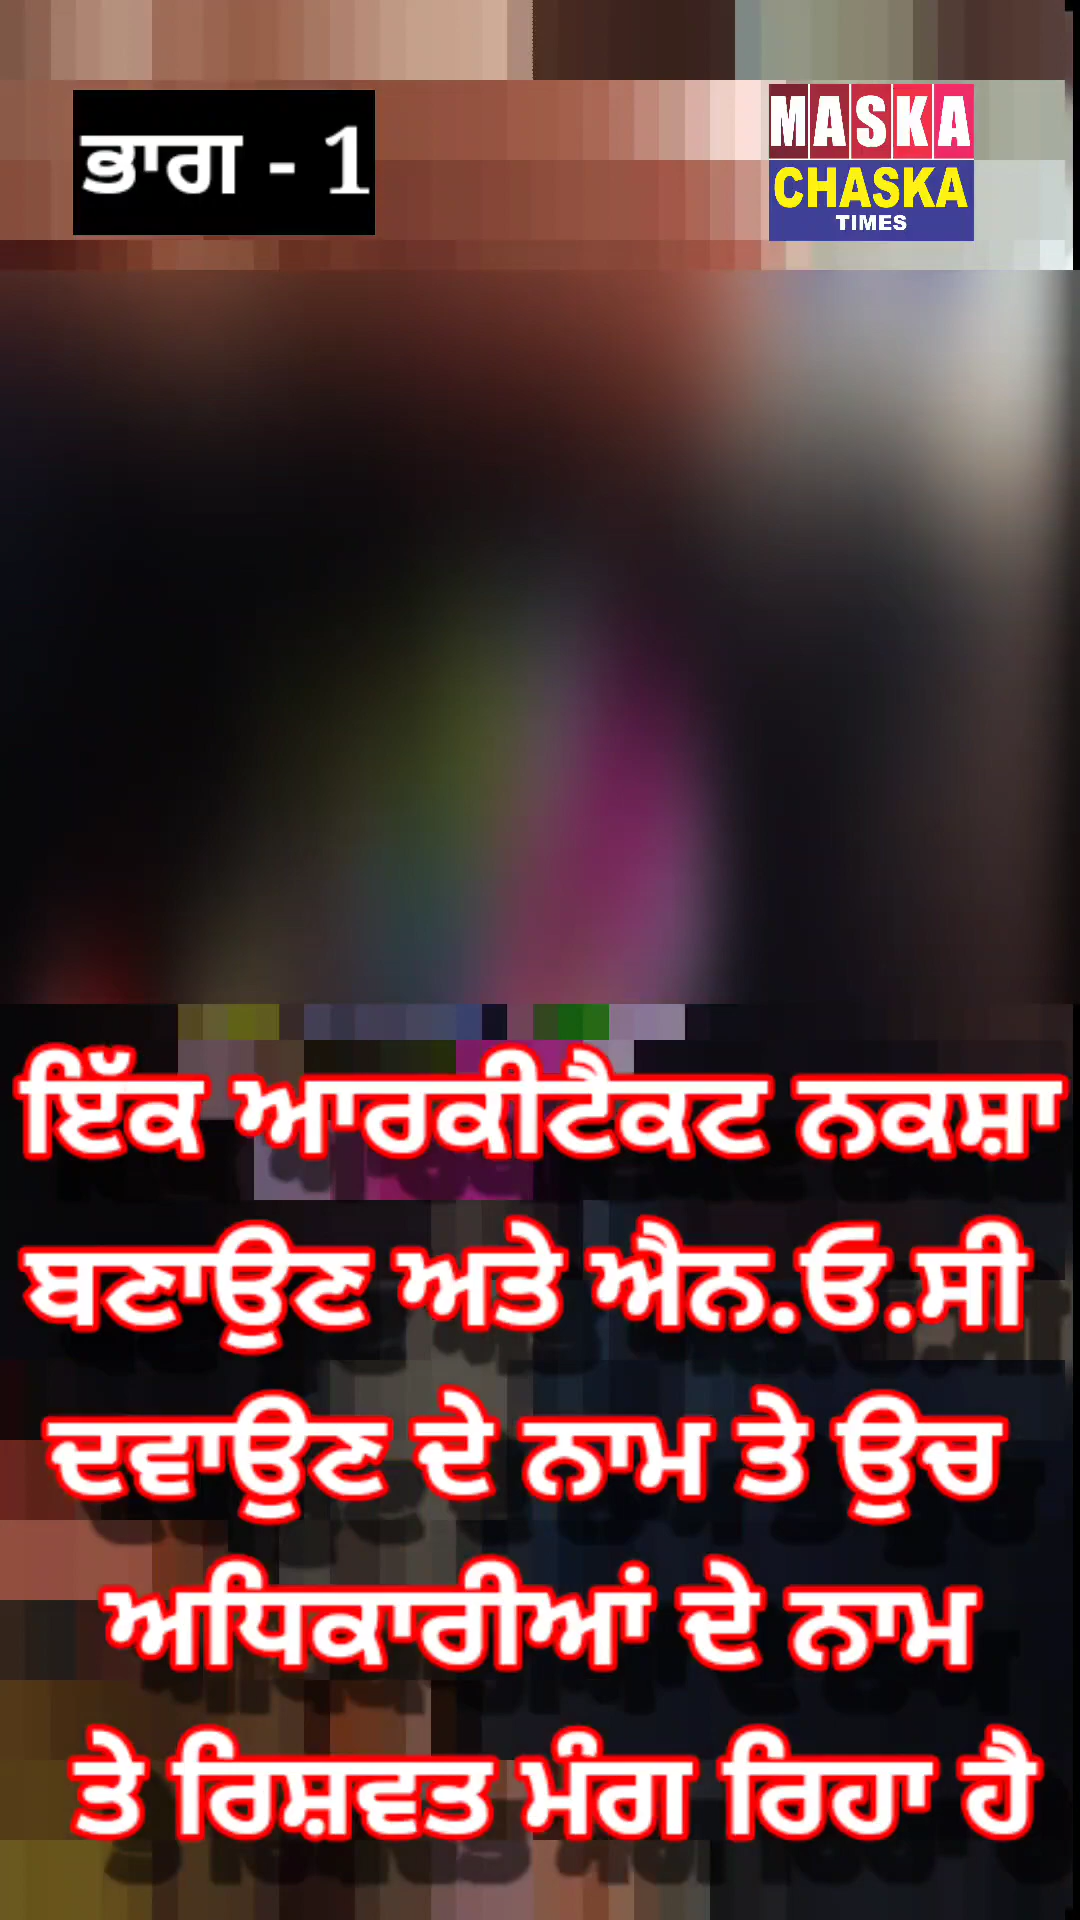 ਭਾਗ - 1
MASKA
CHASKA
TIMES
ਇੱਕ ਆਰਕੀਟੈਕਟ ਨਕਸ਼ਾ
ਬਣਾਉਣ ਅਤੇ ਐਨ.ਓ.ਸੀ
ਦਵਾਉਣ ਦੇ ਨਾਮ ਤੇ ਉਚ
ਅਧਿਕਾਰੀਆਂ ਦੇ ਨਾਮ
ਤੇ ਰਿਸ਼ਵਤ ਮੰਗ ਰਿਹਾ ਹੈ